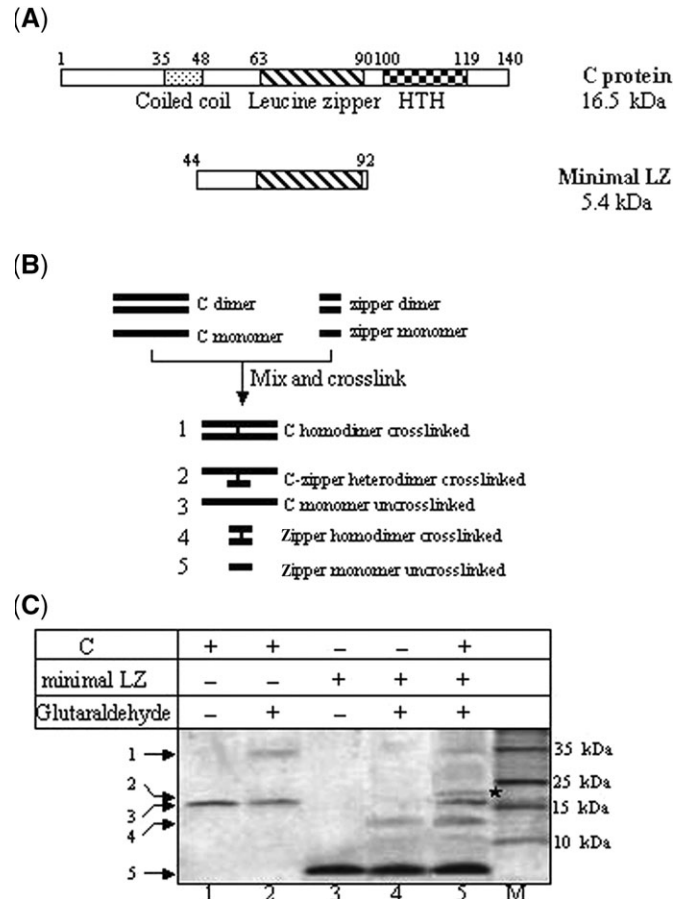 (A)
1 35 48 63 90 100 119 140
Coiled coil Leucine zipper HTH
C protein
16.5 kDa
44 92
Minimal LZ
5.4 kDa
(B)
C dimer
zipper dimer
C monomer
zipper monomer
Mix and crosslink
1 C homodimer crosslinked
2 C-zipper heterodimer crosslinked
3 C monomer uncrosslinked
4 Zipper homodimer crosslinked
5 Zipper monomer uncrosslinked
(C)
C + + – – +
minimal LZ – – + + +
Glutaraldehyde – + – + +
1 35 kDa
25 kDa
2 ★
3 15 kDa
4
10 kDa
5
1 2 3 4 5 M